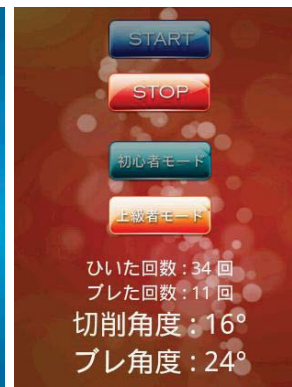 START
STOP
初心者モード
上級者モード
ひいた回数 : 34 回
ブレた回数 : 11 回
切削角度 : 16°
ブレ角度 : 24°